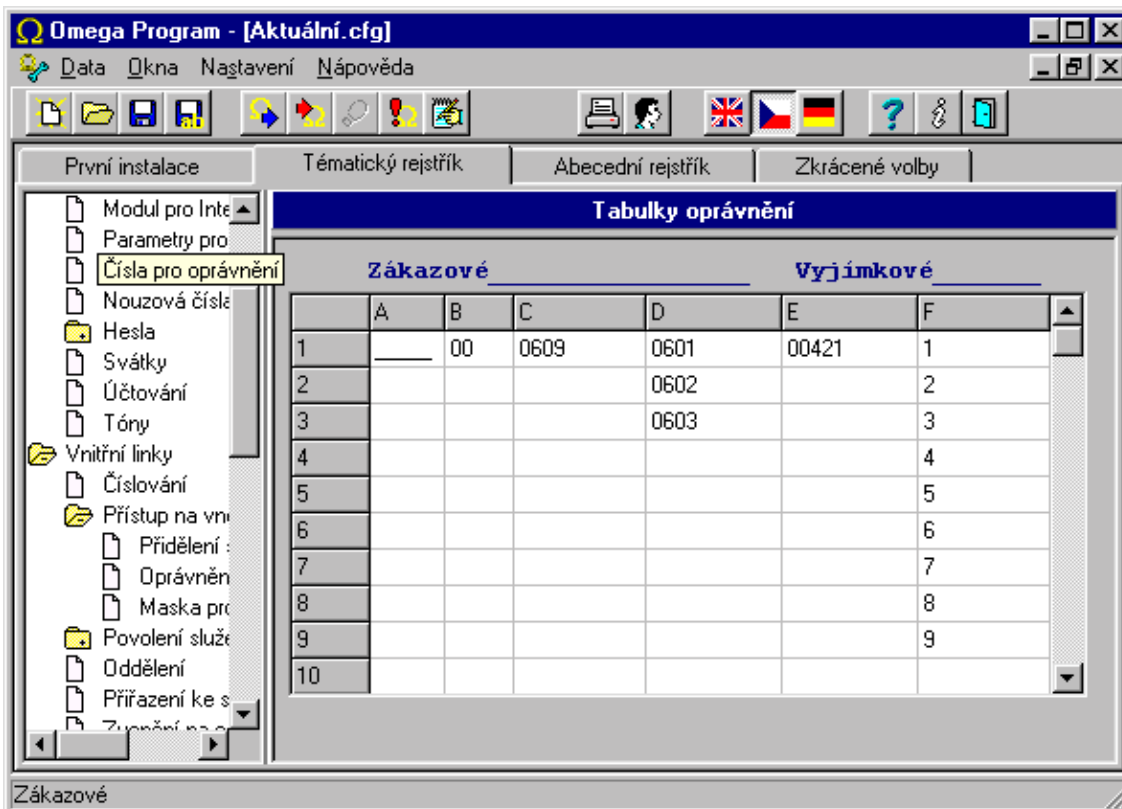 Omega Program - [Aktuální.cfg]
Data Okna Nastavení Nápověda
První instalace Tématický rejstřík Abecední rejstřík Zkrácené volby
Modul pro Inte
Parametry pro
Čísla pro oprávnění
Nouzová čísla
Hesla
Svátky
Účtování
Tóny
Vnitřní linky
Číslování
Přístup na vn
Přidělení
Oprávněn
Maska pro
Povolení služe
Oddělení
Přiřazení ke s
Tabulky oprávnění
Zákazové Vyjímkové
A B C D E F
1 _____ 00 0609 0601 00421 1
2 0602 2
3 0603 3
4 4
5 5
6 6
7 7
8 8
9 9
10
Zákazové